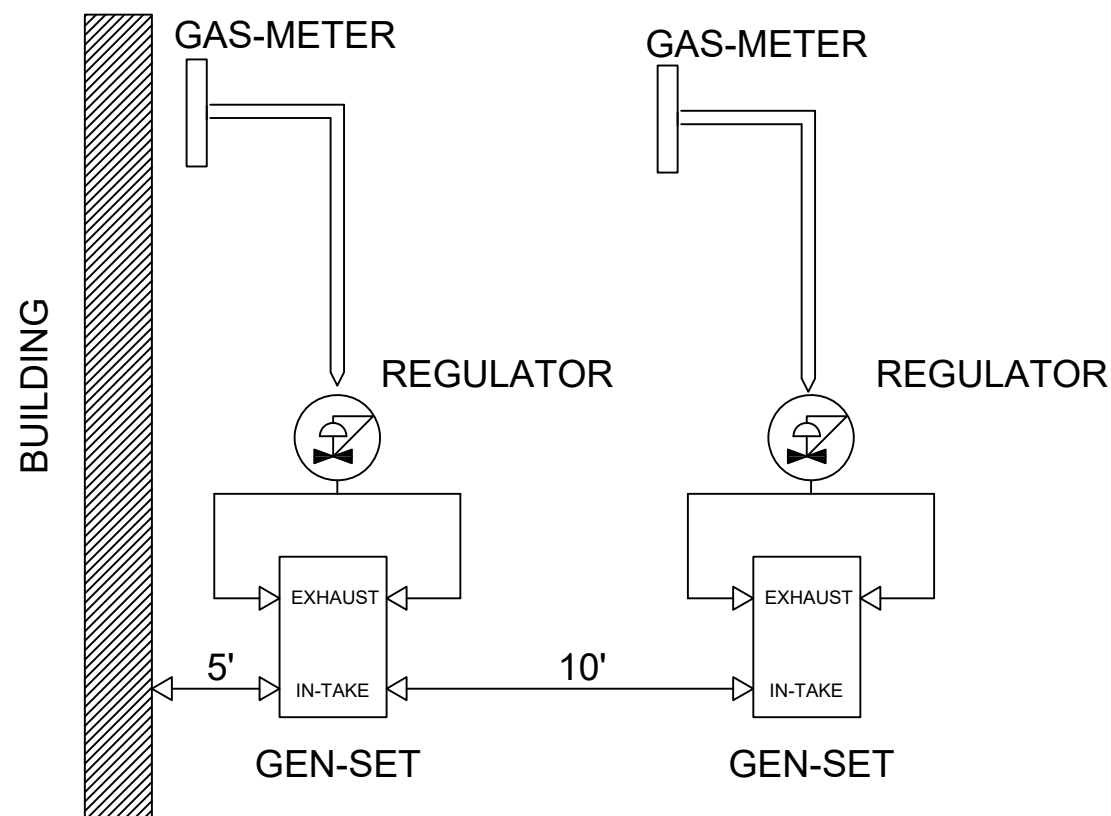 GAS-METER
GAS-METER
REGULATOR
REGULATOR
BUILDING
EXHAUST
EXHAUST
5'
10'
IN-TAKE
IN-TAKE
GEN-SET
GEN-SET